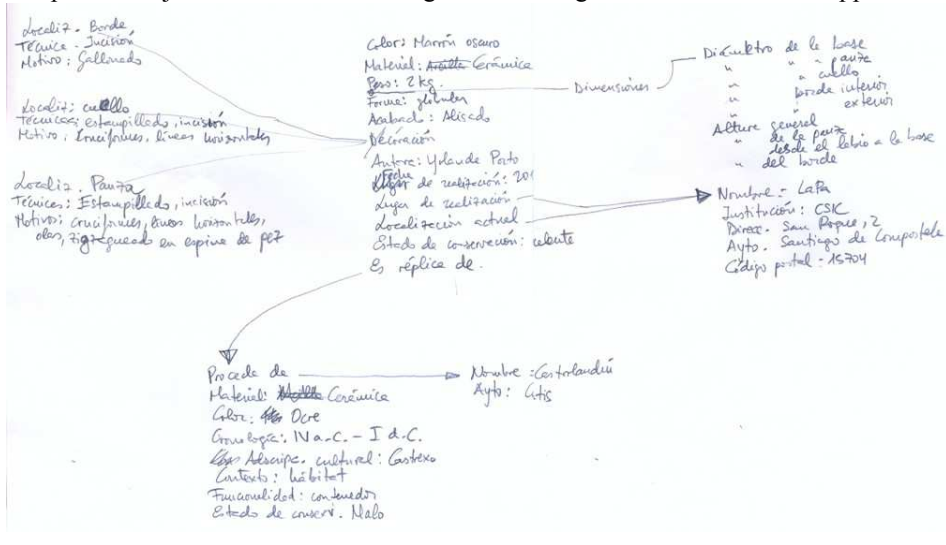 Localiz. Borde
Técnica. Incisión
Motivo: Gallonado
Localiz: cuello
Técnicas: estampillado, incisión
Motivo: Cruciformes, líneas horizontales
Localiz. Panza
Técnicas: Estampillado, incisión
Motivo: cruciformes, líneas horizontales,
olas, zigzagueado en espina de pez
Color: Marrón oscuro
Material: Arcilla Cerámica
Peso: 2 kg.
Forma: globular
Acabado: Alisado
Decoración
Autora: Yolanda Porto
Fecha de realización: 201
Lugar de realización
Localización actual
Estado de conservación:
Es réplica de.
Dimensiones
Diámetro de la base
" " " panza
" " cuello
" borde interior
" exterior
Altura general
" de la panza
" desde el labio a la base
" del borde
Nombre: LaPa
Institución: CSIC
Direcc. San Roque, 2
Ayto. Santiago de Compostela
Código postal: 15704
Procede de
Material: Arcilla Cerámica
Color: Ocre
Cronología: IV a.C. - I d.C.
Adscripc. cultural: Castrexo
Contexto: hábitat
Funcionalidad: contenedor
Estado de conserv. Malo
Nombre: Castrolandín
Ayto: